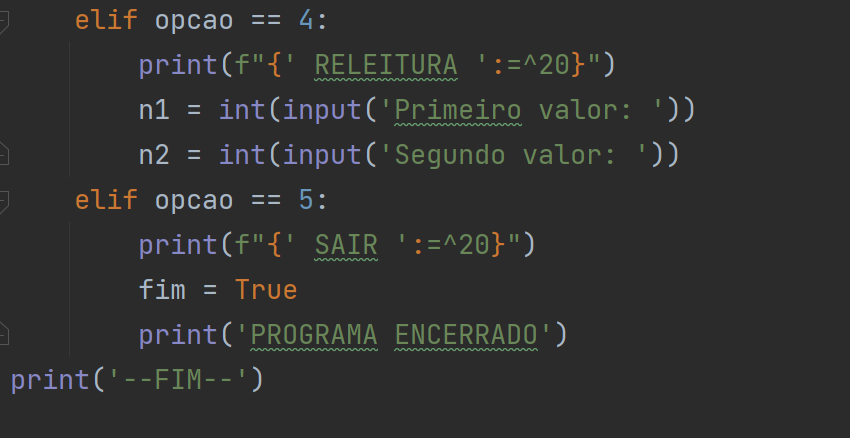 elif opcao == 4:
        print(f"{' RELEITURA ':=^20}")
        n1 = int(input('Primeiro valor: '))
        n2 = int(input('Segundo valor: '))
    elif opcao == 5:
        print(f"{' SAIR ':=^20}")
        fim = True
        print('PROGRAMA ENCERRADO')
print('--FIM--')